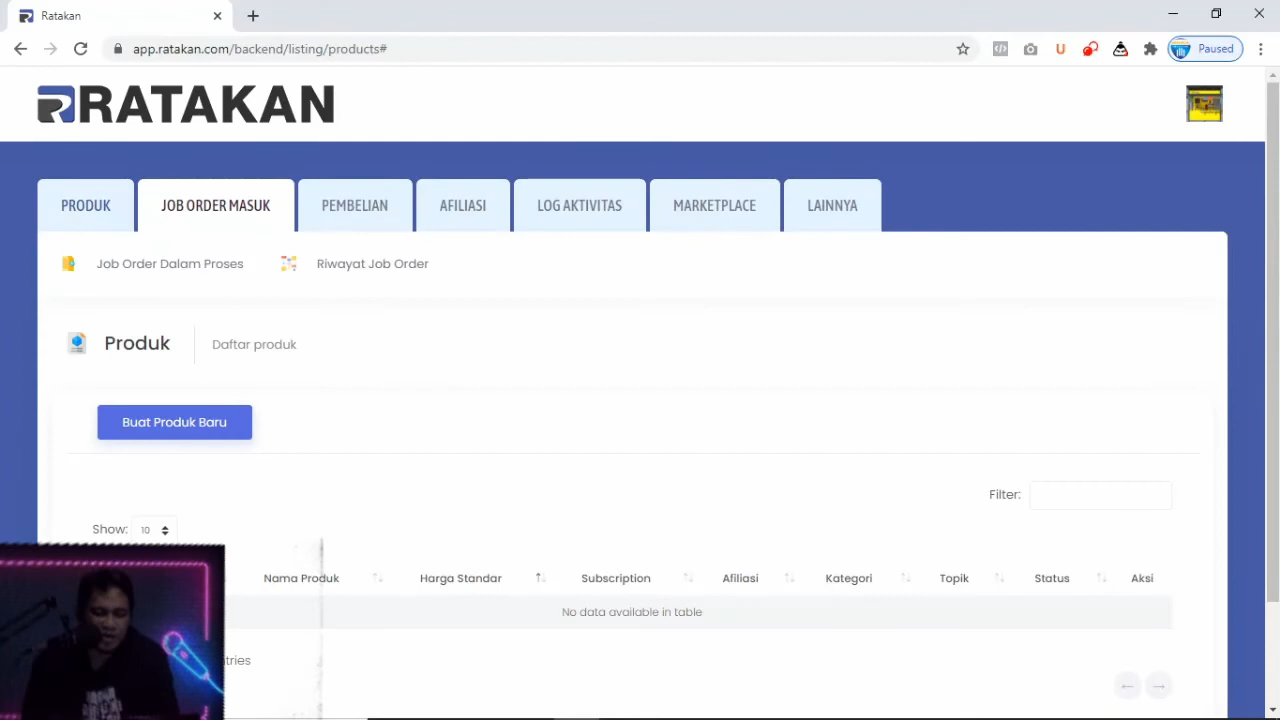 Ratakan
app.ratakan.com/backend/listing/products#
U
Paused
RATAKAN
PRODUK
JOB ORDER MASUK
PEMBELIAN
AFILIASI
LOG AKTIVITAS
MARKETPLACE
LAINNYA
Job Order Dalam Proses
Riwayat Job Order
Produk
Daftar produk
Buat Produk Baru
Filter:
Show: 10
Nama Produk
Harga Standar
Subscription
Afiliasi
Kategori
Topik
Status
Aksi
No data available in table
tries